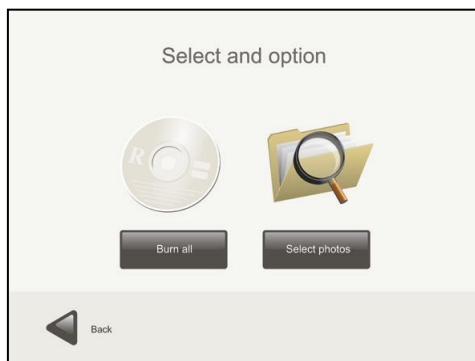 Select and option
R
Burn all
Select photos
Back